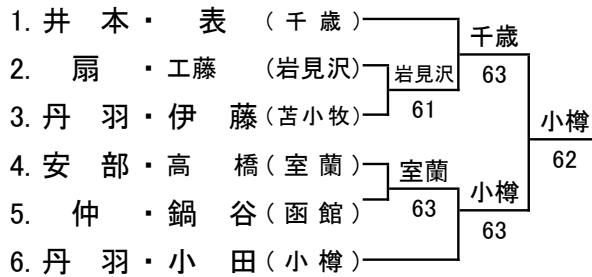 1. 井本・表（千歳）
2. 扇・工藤（岩見沢）
3. 丹羽・伊藤（苫小牧）
4. 安部・高橋（室蘭）
5. 仲・鍋谷（函館）
6. 丹羽・小田（小樽）
岩見沢
61
室蘭
63
千歳
63
小樽
63
小樽
62